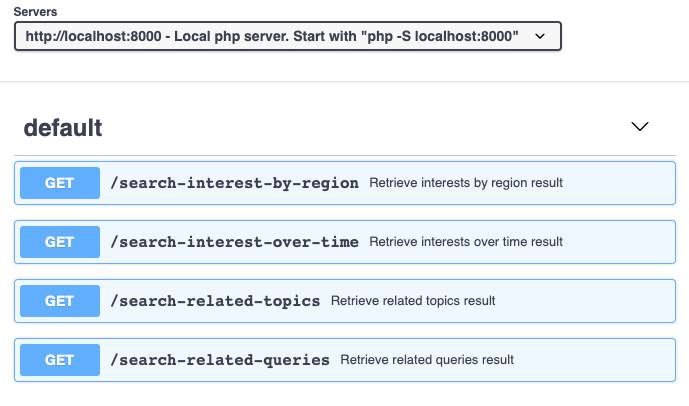 Servers
http://localhost:8000 - Local php server. Start with "php -S localhost:8000"
default
GET /search-interest-by-region Retrieve interests by region result
GET /search-interest-over-time Retrieve interests over time result
GET /search-related-topics Retrieve related topics result
GET /search-related-queries Retrieve related queries result